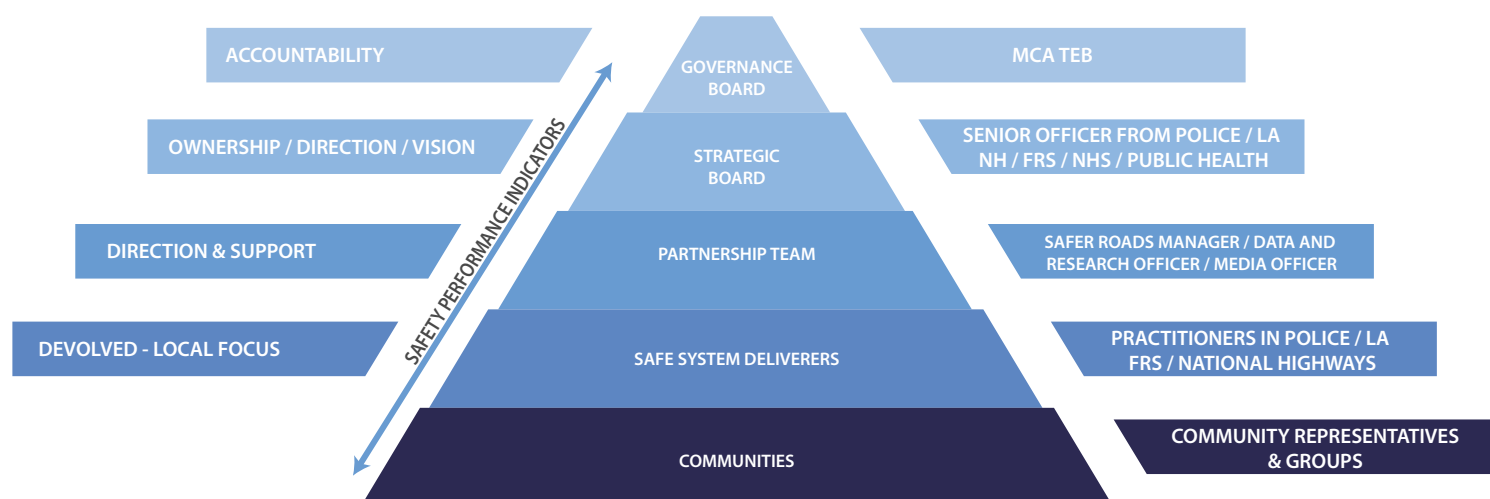 ACCOUNTABILITY
GOVERNANCE
BOARD
MCA TEB
OWNERSHIP / DIRECTION / VISION
STRATEGIC
BOARD
SENIOR OFFICER FROM POLICE / LA
NH / FRS / NHS / PUBLIC HEALTH
SAFETY PERFORMANCE INDICATORS
DIRECTION & SUPPORT
PARTNERSHIP TEAM
SAFER ROADS MANAGER / DATA AND
RESEARCH OFFICER / MEDIA OFFICER
DEVOLVED - LOCAL FOCUS
SAFE SYSTEM DELIVERERS
PRACTITIONERS IN POLICE / LA
FRS / NATIONAL HIGHWAYS
COMMUNITIES
COMMUNITY REPRESENTATIVES
& GROUPS